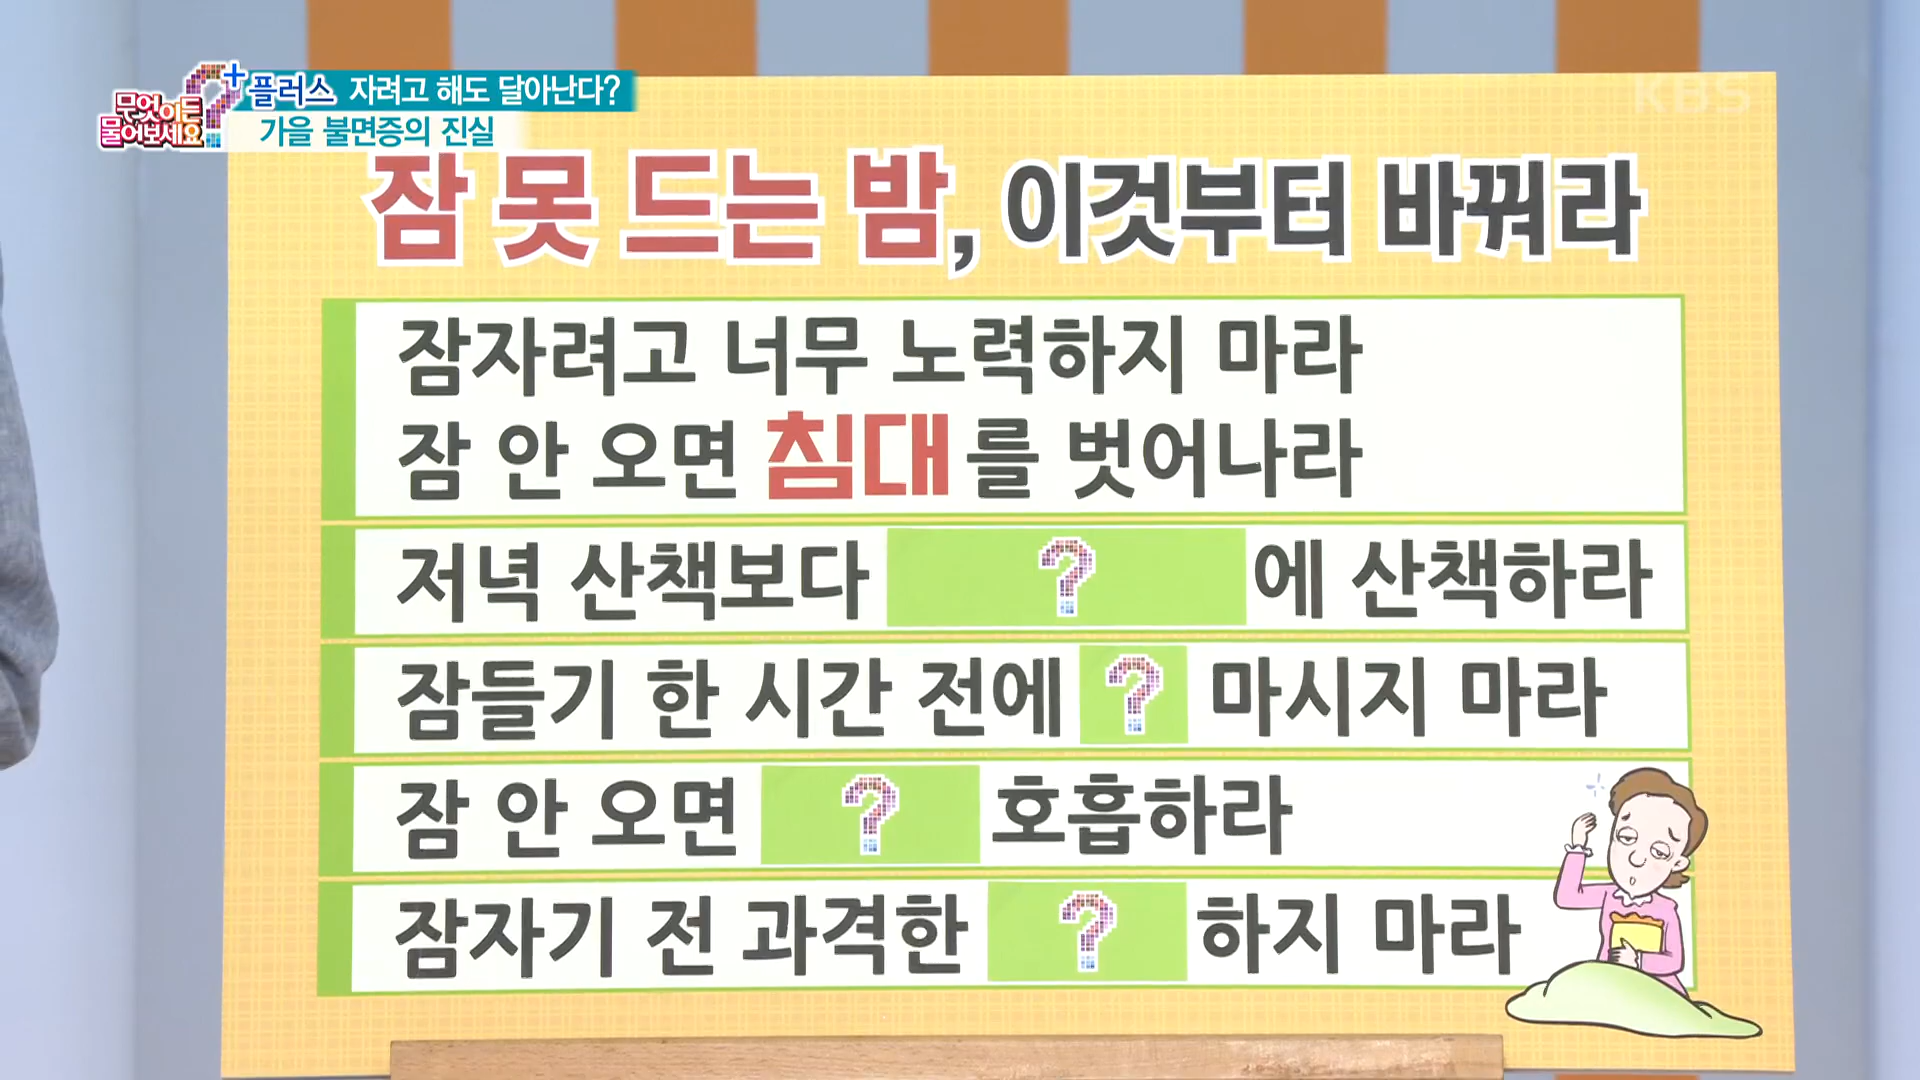 무엇이든
물어보세요
플러스 자려고 해도 달아난다?
가을 불면증의 진실
KBS
잠 못 드는 밤, 이것부터 바꿔라
잠자려고 너무 노력하지 마라
잠 안 오면 침대를 벗어나라
저녁 산책보다 ? 에 산책하라
잠들기 한 시간 전에 ? 마시지 마라
잠 안 오면 ? 호흡하라
잠자기 전 과격한 ? 하지 마라